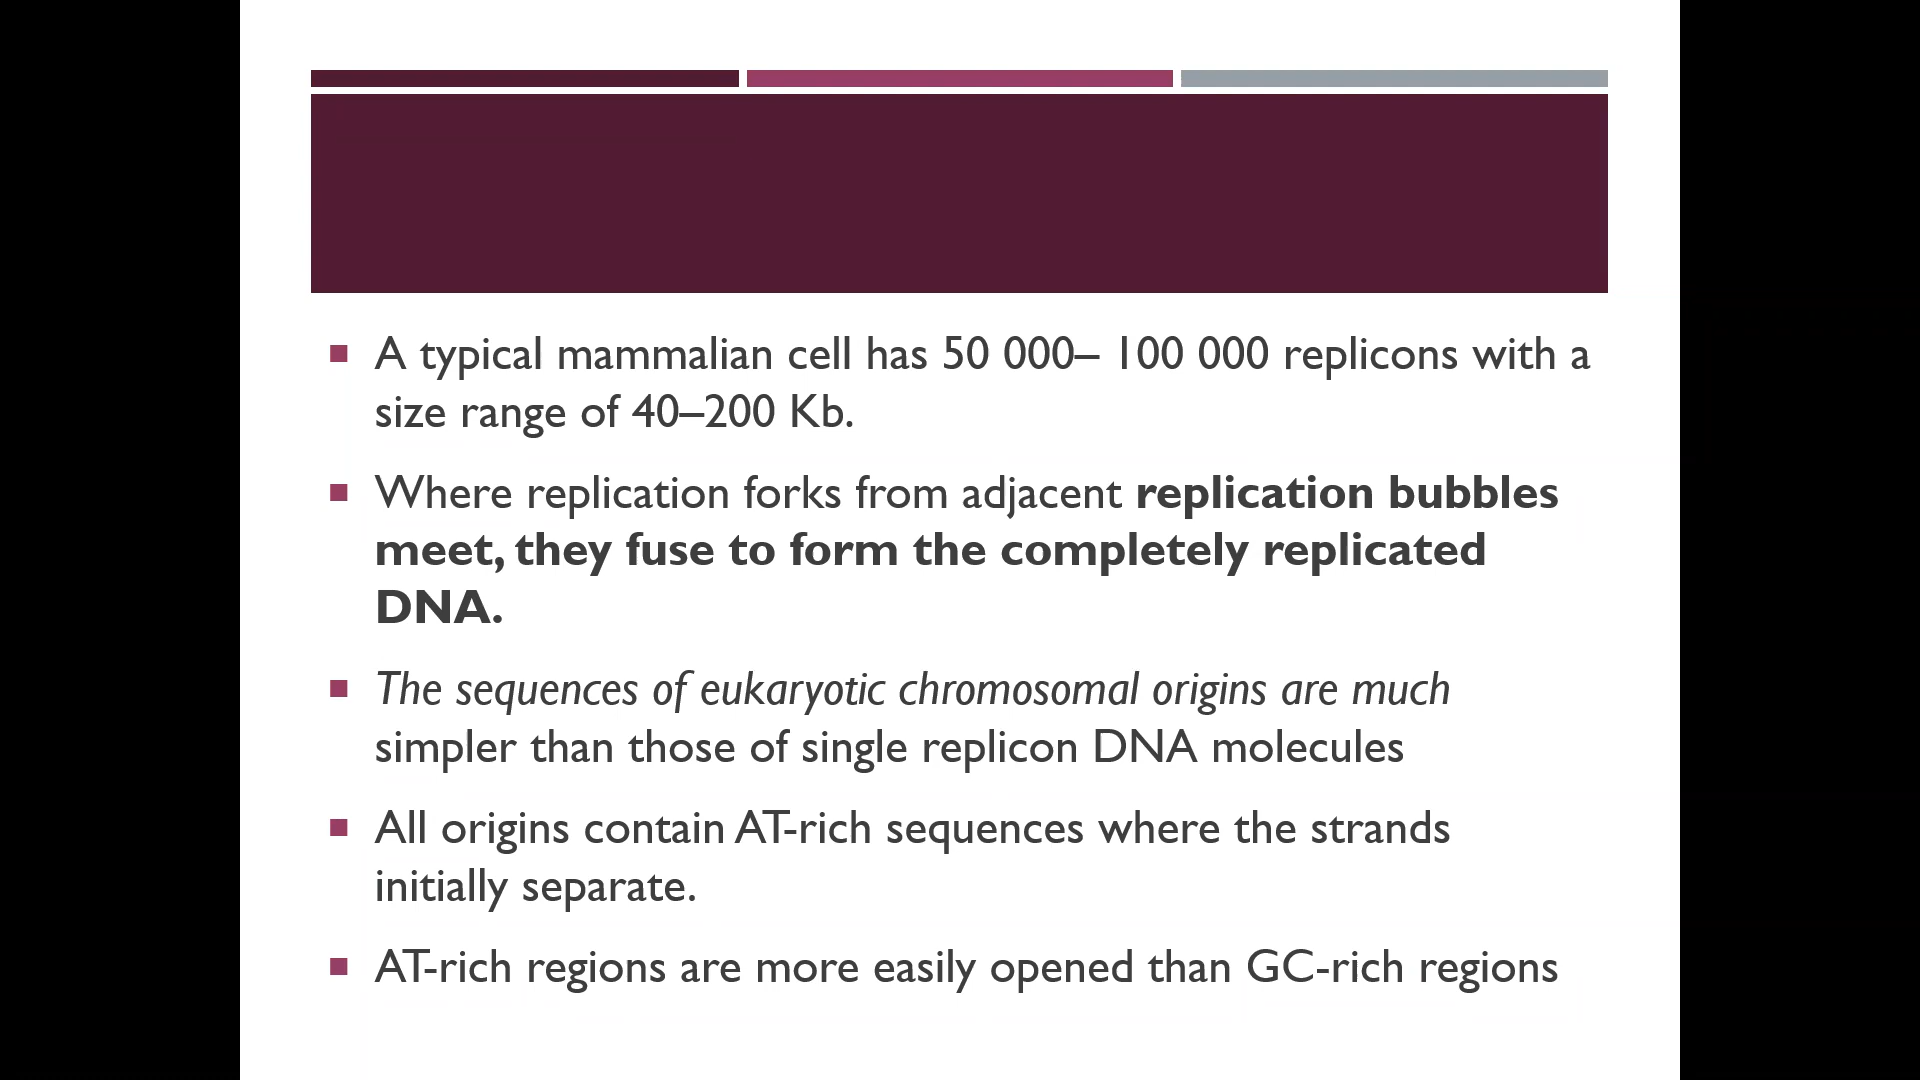 A typical mammalian cell has 50 000– 100 000 replicons with a
size range of 40–200 Kb.
Where replication forks from adjacent replication bubbles
meet, they fuse to form the completely replicated
DNA.
The sequences of eukaryotic chromosomal origins are much
simpler than those of single replicon DNA molecules
All origins contain AT-rich sequences where the strands
initially separate.
AT-rich regions are more easily opened than GC-rich regions